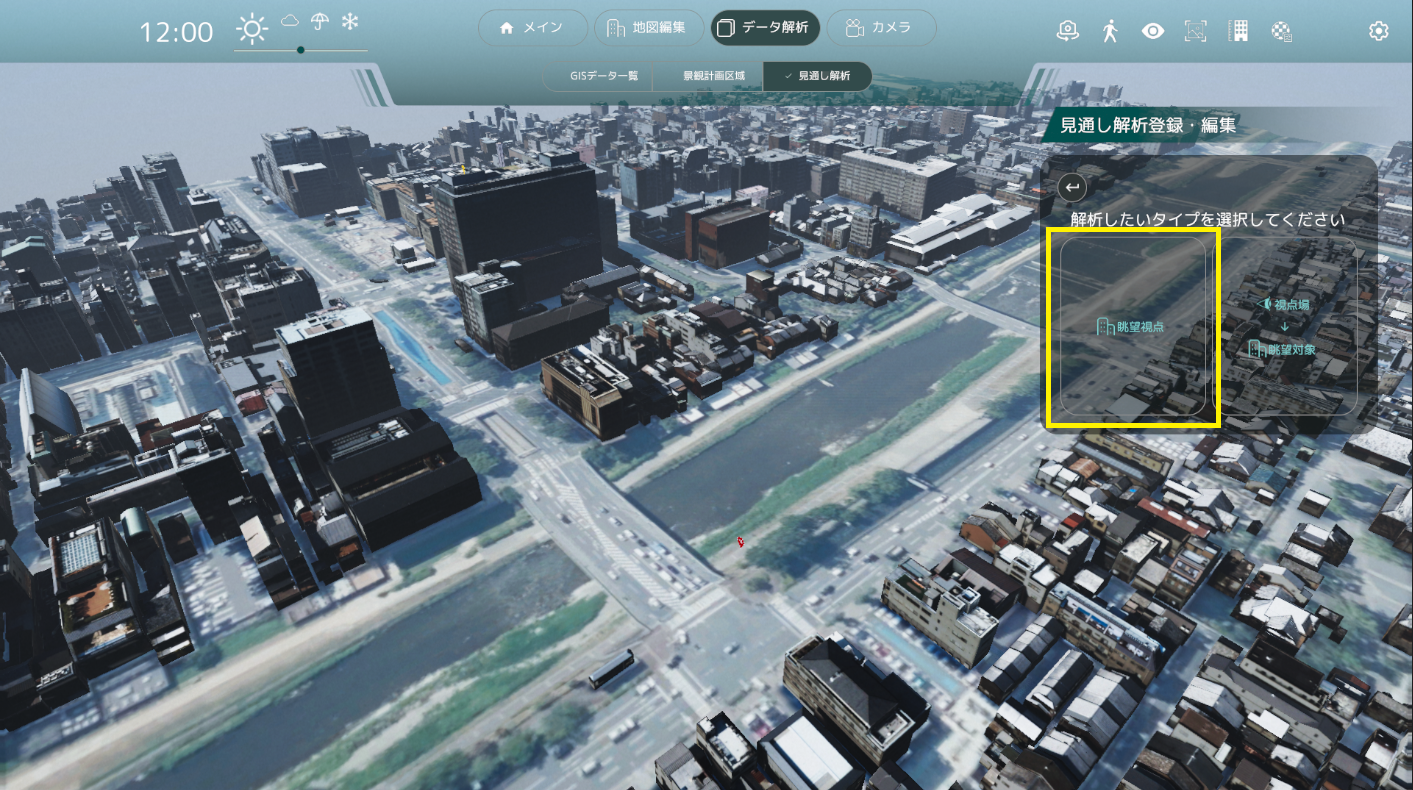 12:00
メイン
地図編集
データ解析
カメラ
GISデータ一覧
景観計画区域
見通し解析
見通し解析登録・編集
解析したいタイプを選択してください
眺望視点
視点場
↓
眺望対象